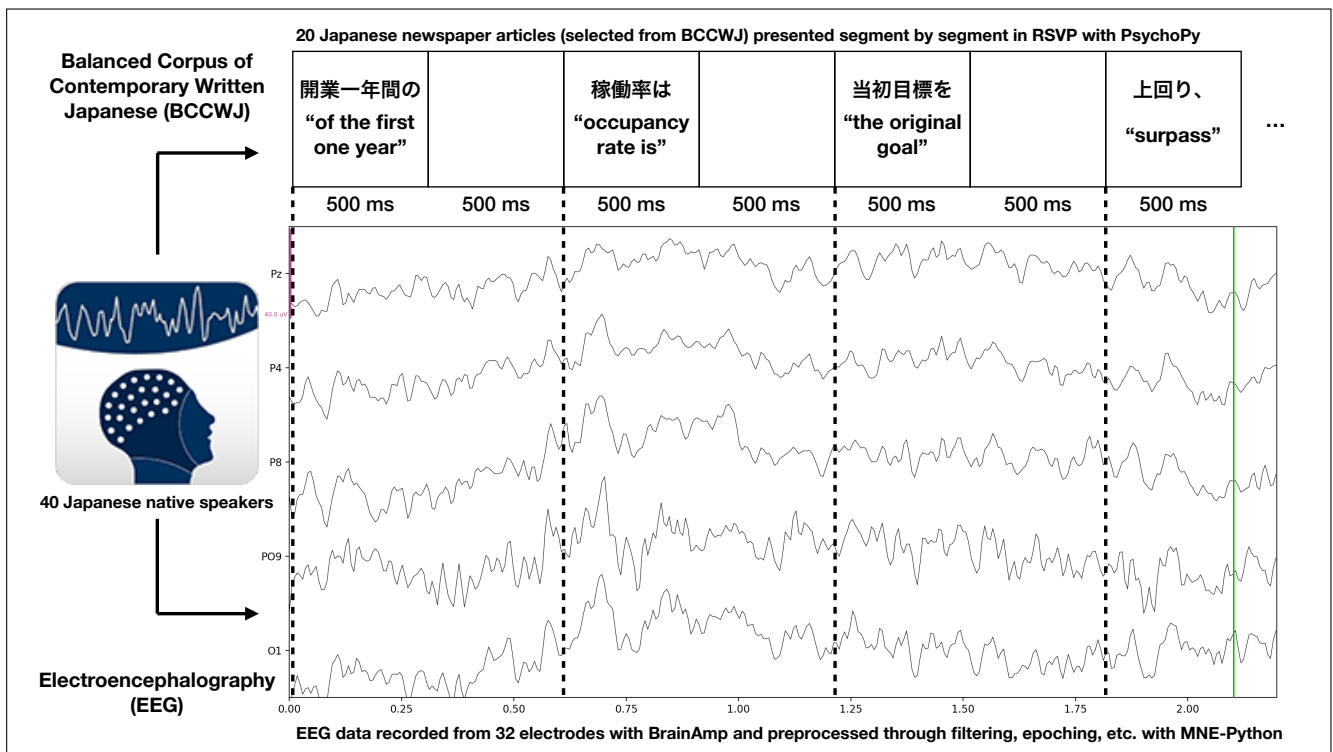 20 Japanese newspaper articles (selected from BCCWJ) presented segment by segment in RSVP with PsychoPy
Balanced Corpus of
Contemporary Written
Japanese (BCCWJ)
開業一年間の
“of the first
one year”
稼働率は
“occupancy
rate is”
当初目標を
“the original
goal”
上回り、
“surpass”
...
500 ms
500 ms
500 ms
500 ms
500 ms
500 ms
500 ms
Pz
40.0 uV
P4
P8
PO9
O1
40 Japanese native speakers
Electroencephalography
(EEG)
0.00
0.25
0.50
0.75
1.00
1.25
1.50
1.75
2.00
EEG data recorded from 32 electrodes with BrainAmp and preprocessed through filtering, epoching, etc. with MNE-Python